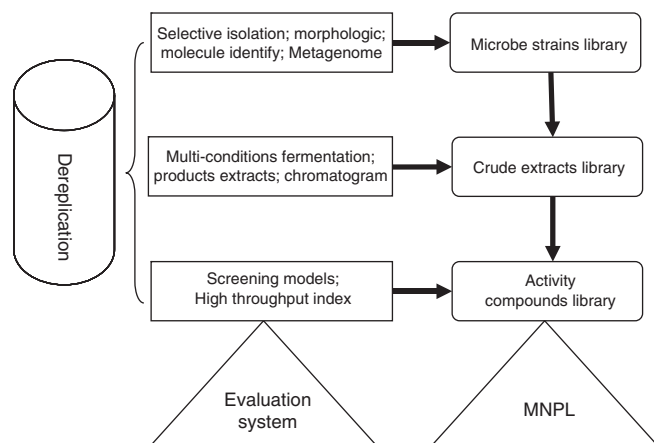 Dereplication
Selective isolation; morphologic;
molecule identify; Metagenome
Microbe strains library
Multi-conditions fermentation;
products extracts; chromatogram
Crude extracts library
Screening models;
High throughput index
Activity
compounds library
Evaluation
system
MNPL